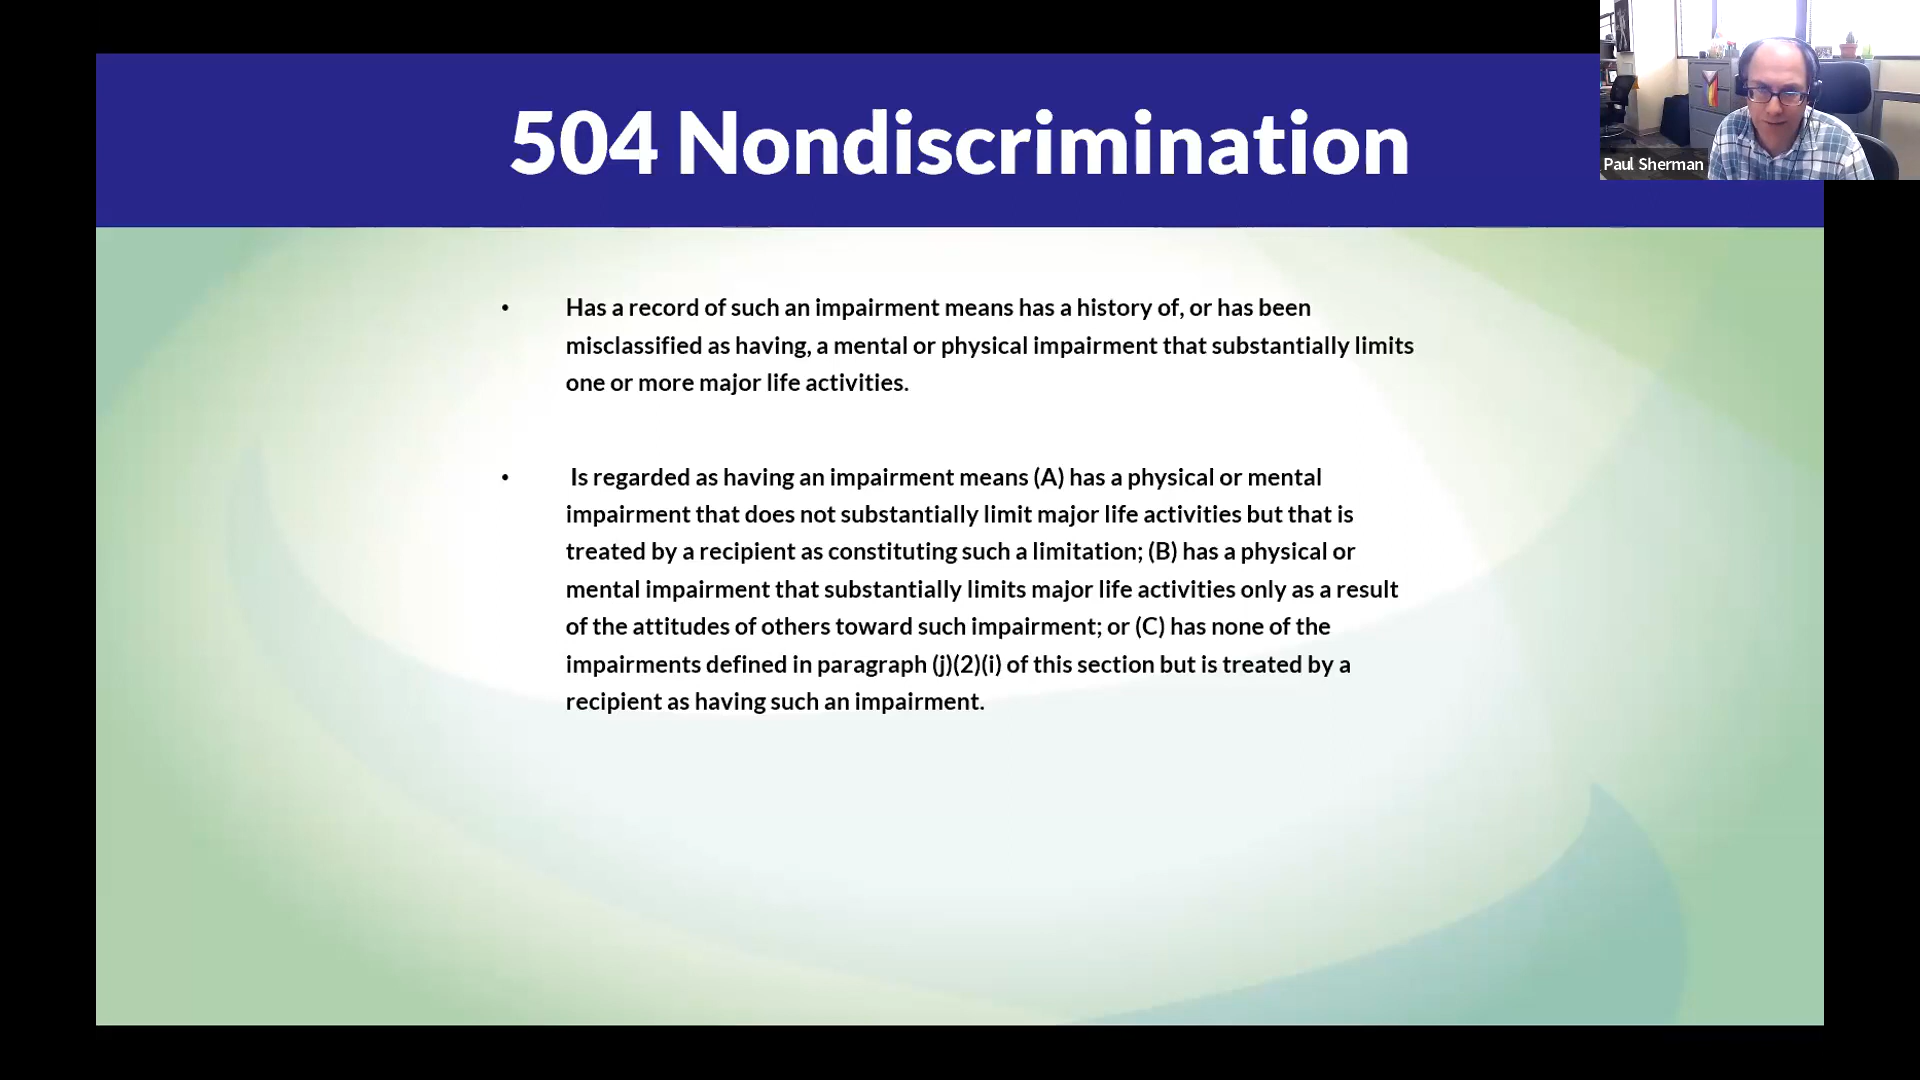 504 Nondiscrimination
Paul Sherman
• Has a record of such an impairment means has a history of, or has been
misclassified as having, a mental or physical impairment that substantially limits
one or more major life activities.
• Is regarded as having an impairment means (A) has a physical or mental
impairment that does not substantially limit major life activities but that is
treated by a recipient as constituting such a limitation; (B) has a physical or
mental impairment that substantially limits major life activities only as a result
of the attitudes of others toward such impairment; or (C) has none of the
impairments defined in paragraph (j)(2)(i) of this section but is treated by a
recipient as having such an impairment.